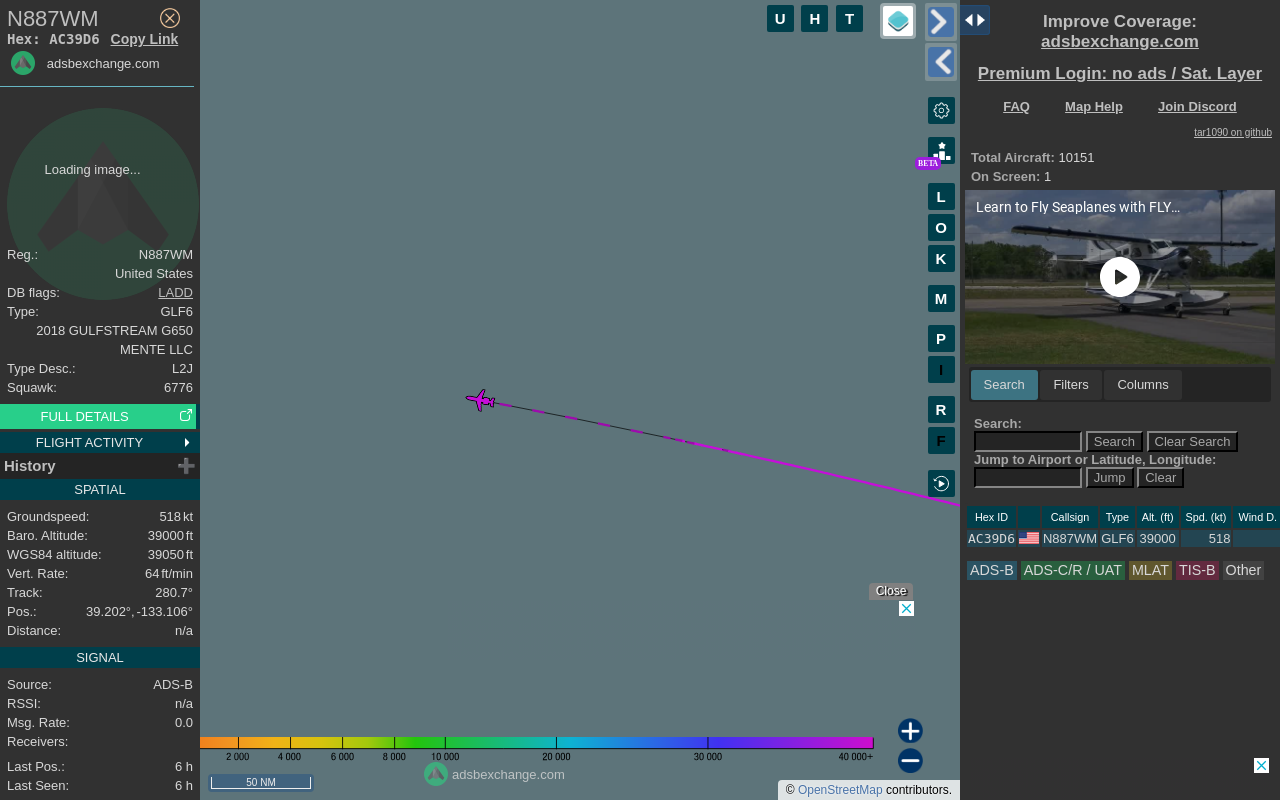 N887WM
Hex: AC39D6 Copy Link
adsbexchange.com
Loading image...
Reg.: N887WM
United States
DB flags: LADD
Type: GLF6
2018 GULFSTREAM G650
MENTE LLC
Type Desc.: L2J
Squawk: 6776
FULL DETAILS
FLIGHT ACTIVITY
History
SPATIAL
Groundspeed: 518 kt
Baro. Altitude: 39000 ft
WGS84 altitude: 39050 ft
Vert. Rate: 64 ft/min
Track: 280.7°
Pos.: 39.202°, -133.106°
Distance: n/a
SIGNAL
Source: ADS-B
RSSI: n/a
Msg. Rate: 0.0
Receivers:
Last Pos.: 6 h
Last Seen: 6 h
U H T
BETA
L
O
K
M
P
I
R
F
Close
2 000 4 000 6 000 8 000 10 000 20 000 30 000 40 000+
adsbexchange.com
50 NM
© OpenStreetMap contributors.
Improve Coverage:
adsbexchange.com
Premium Login: no ads / Sat. Layer
FAQ Map Help Join Discord
tar1090 on github
Total Aircraft: 10151
On Screen: 1
Learn to Fly Seaplanes with FLY...
Search Filters Columns
Search:
Search Clear Search
Jump to Airport or Latitude, Longitude:
Jump Clear
Hex ID Callsign Type Alt. (ft) Spd. (kt) Wind D.
AC39D6 N887WM GLF6 39000 518
ADS-B ADS-C/R / UAT MLAT TIS-B Other